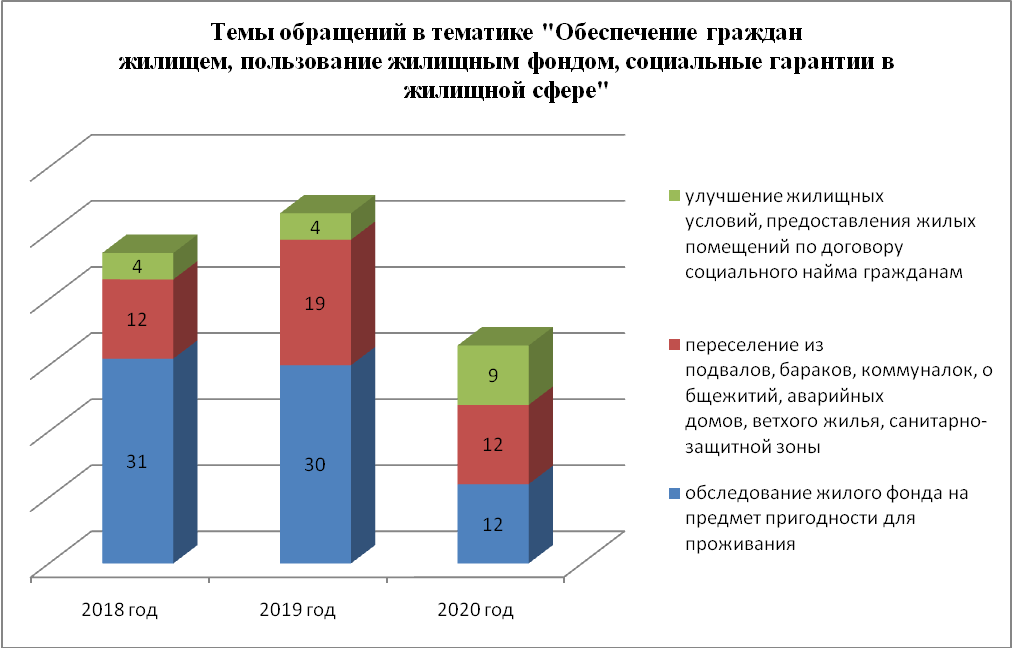 Темы обращений в тематике "Обеспечение граждан
жилищем, пользование жилищным фондом, социальные гарантии в
жилищной сфере"
4
12
31
4
19
30
9
12
12
2018 год
2019 год
2020 год
улучшение жилищных
условий, предоставления жилых
помещений по договору
социального найма гражданам
переселение из
подвалов, бараков, коммуналок, о
бщежитий, аварийных
домов, ветхого жилья, санитарно-
защитной зоны
обследование жилого фонда на
предмет пригодности для
проживания